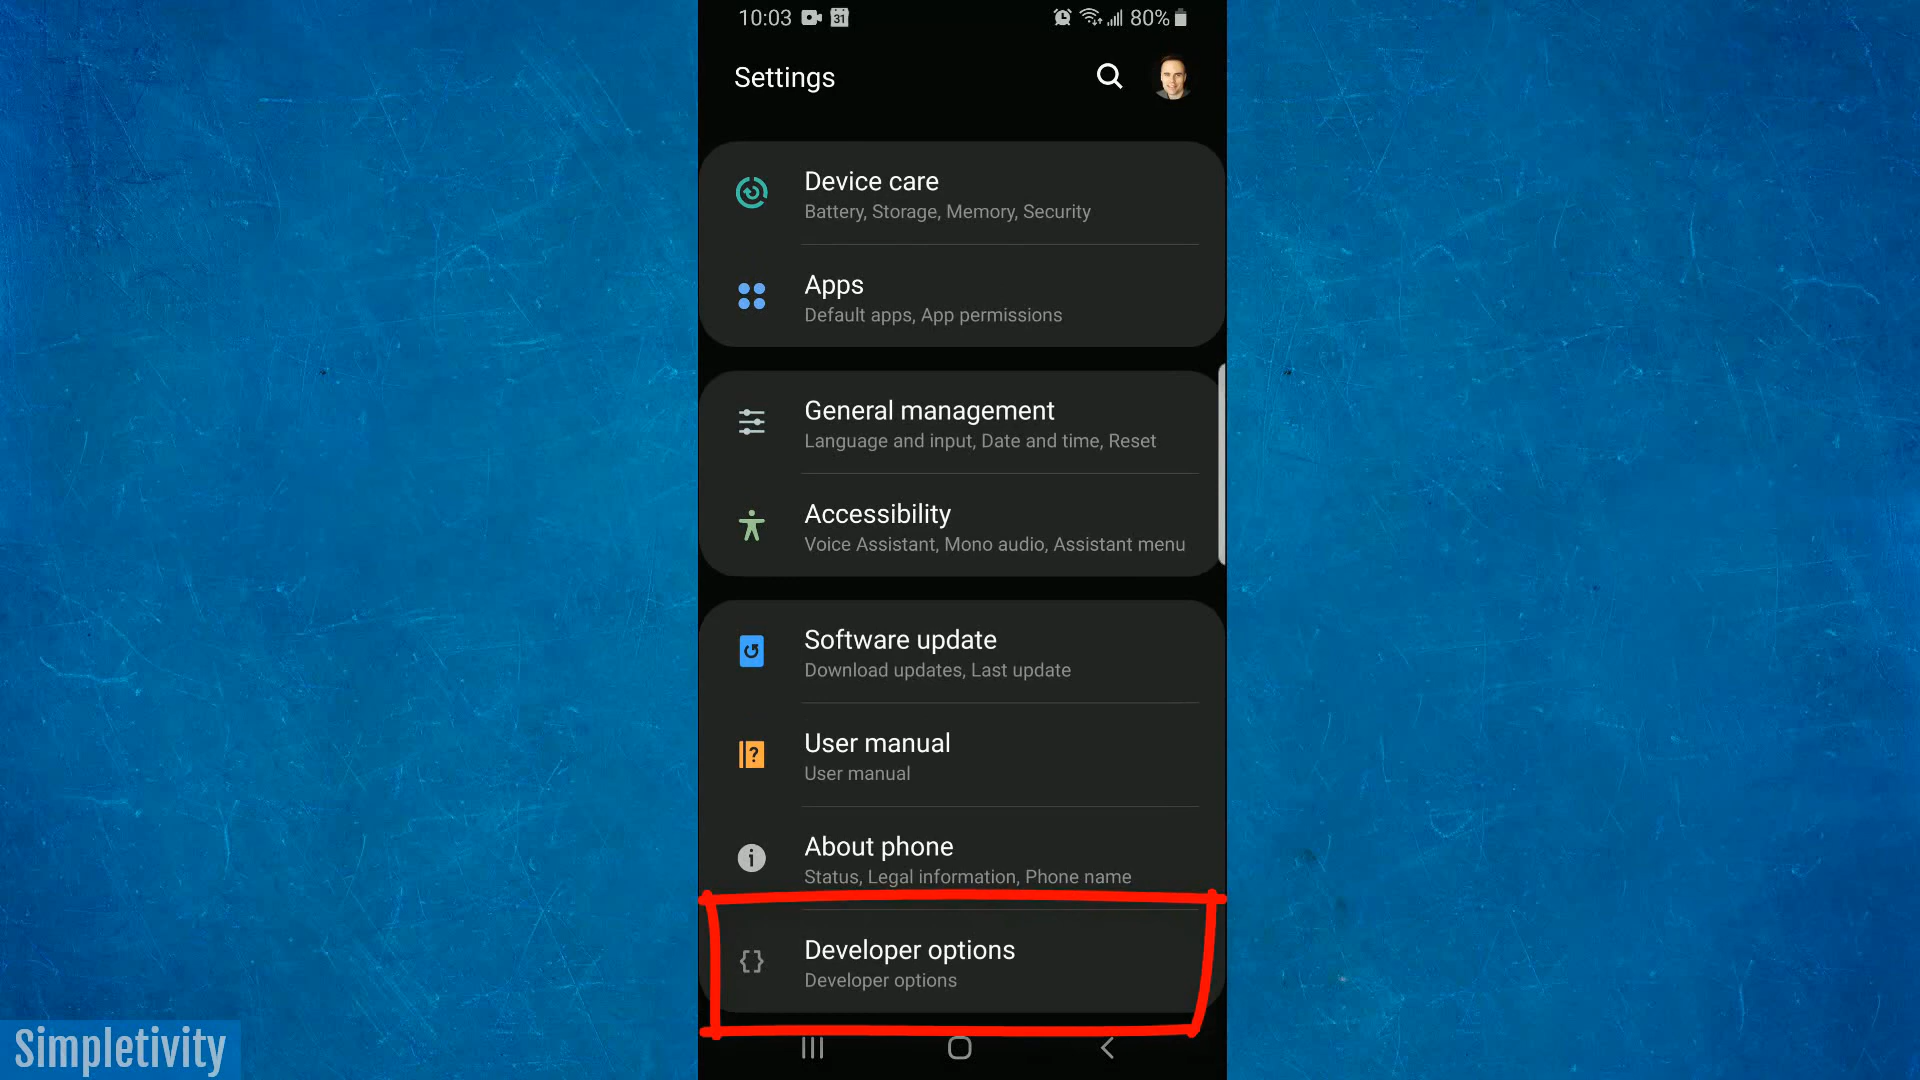 10:03
31
80%
Settings
Device care
Battery, Storage, Memory, Security
Apps
Default apps, App permissions
General management
Language and input, Date and time, Reset
Accessibility
Voice Assistant, Mono audio, Assistant menu
Software update
Download updates, Last update
User manual
User manual
About phone
Status, Legal information, Phone name
Developer options
Developer options
Simpletivity